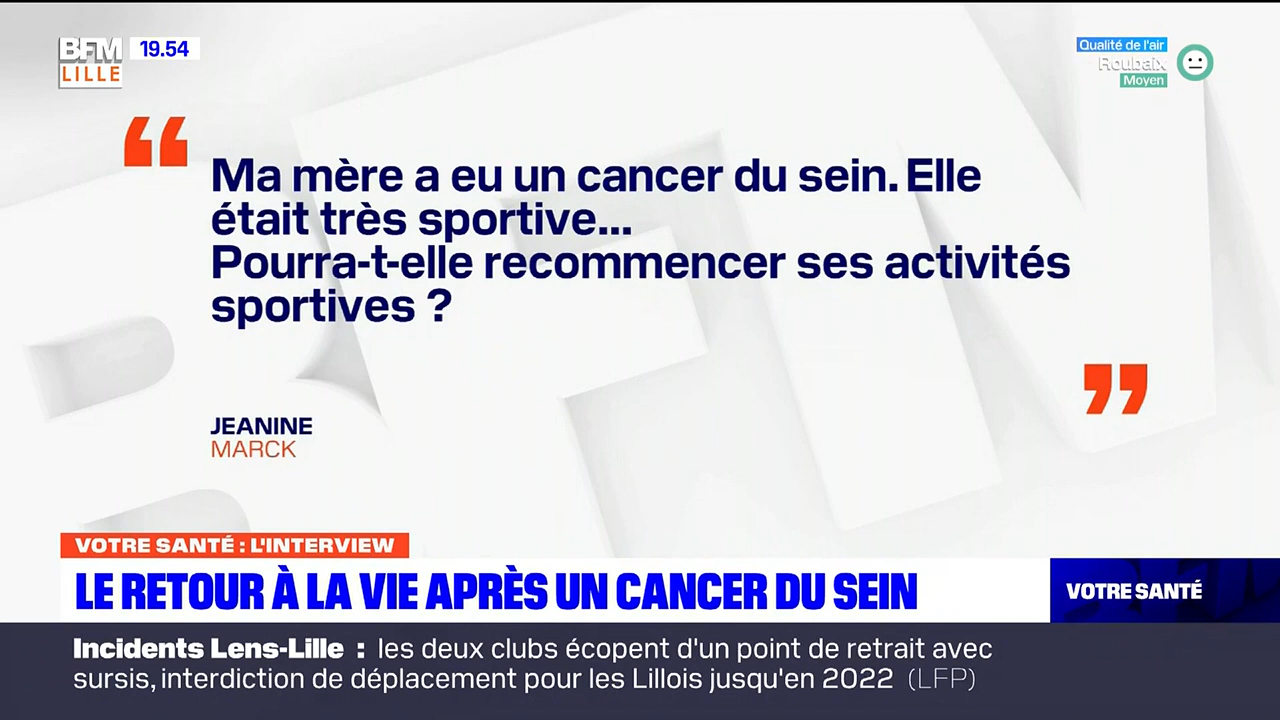 BFM 19.54
LILLE
Qualité de l'air
Roubaix
Moyen
“
Ma mère a eu un cancer du sein. Elle
était très sportive...
Pourra-t-elle recommencer ses activités
sportives ?
”
JEANINE
MARCK
VOTRE SANTÉ : L'INTERVIEW
LE RETOUR À LA VIE APRÈS UN CANCER DU SEIN
VOTRE SANTÉ
Incidents Lens-Lille : les deux clubs écopent d'un point de retrait avec
sursis, interdiction de déplacement pour les Lillois jusqu'en 2022 (LFP)